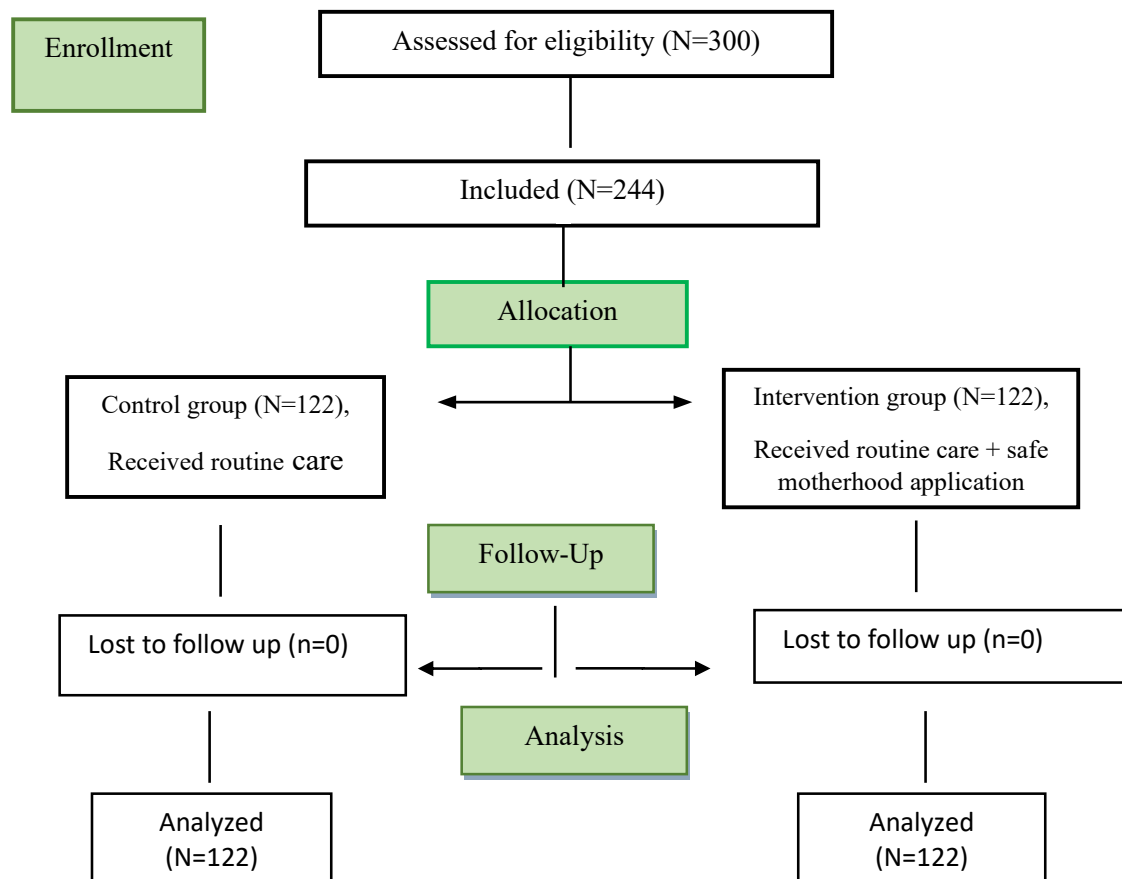 Enrollment
Assessed for eligibility (N=300)
Included (N=244)
Allocation
Control group (N=122),
Received routine care
Intervention group (N=122),
Received routine care + safe
motherhood application
Follow-Up
Lost to follow up (n=0)
Lost to follow up (n=0)
Analysis
Analyzed
(N=122)
Analyzed
(N=122)